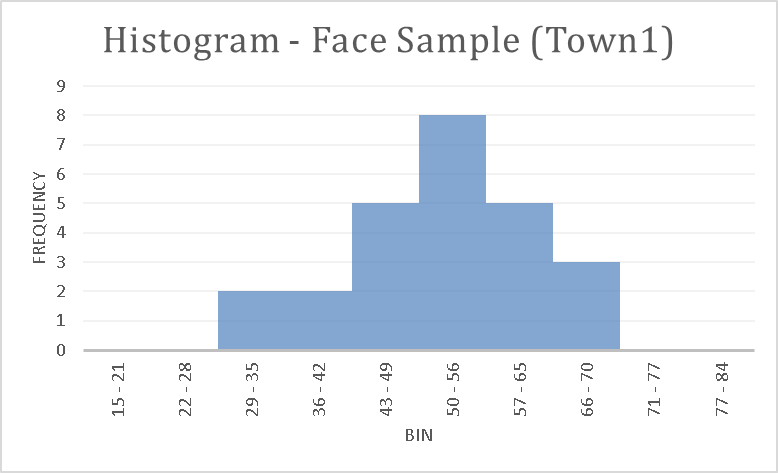 Histogram - Face Sample (Town1)
FREQUENCY
9
8
7
6
5
4
3
2
1
0
15 - 21
22 - 28
29 - 35
36 - 42
43 - 49
50 - 56
57 - 65
66 - 70
71 - 77
77 - 84
BIN